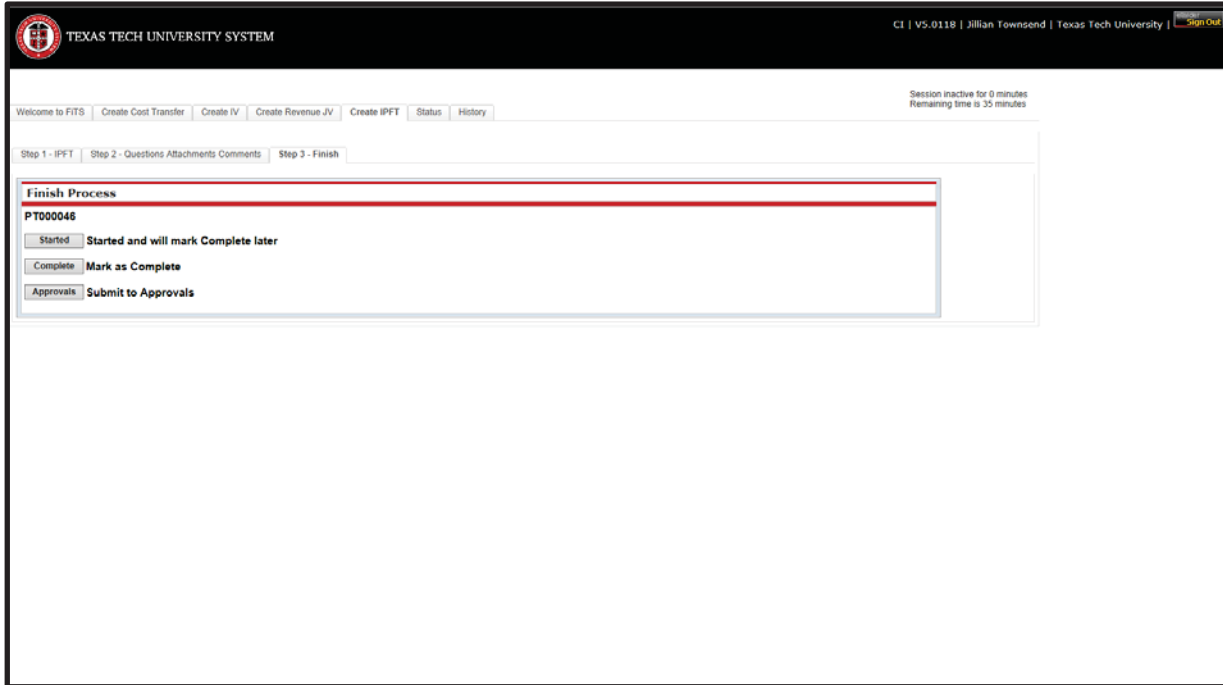 TEXAS TECH UNIVERSITY SYSTEM
CI | V5.0118 | Jillian Townsend | Texas Tech University |
Sign Out
Session inactive for 0 minutes
Remaining time is 35 minutes
Welcome to FiTS Create Cost Transfer Create IV Create Revenue JV Create IPFT Status History
Step 1 - IPFT Step 2 - Questions Attachments Comments Step 3 - Finish
Finish Process
PT000046
Started Started and will mark Complete later
Complete Mark as Complete
Approvals Submit to Approvals